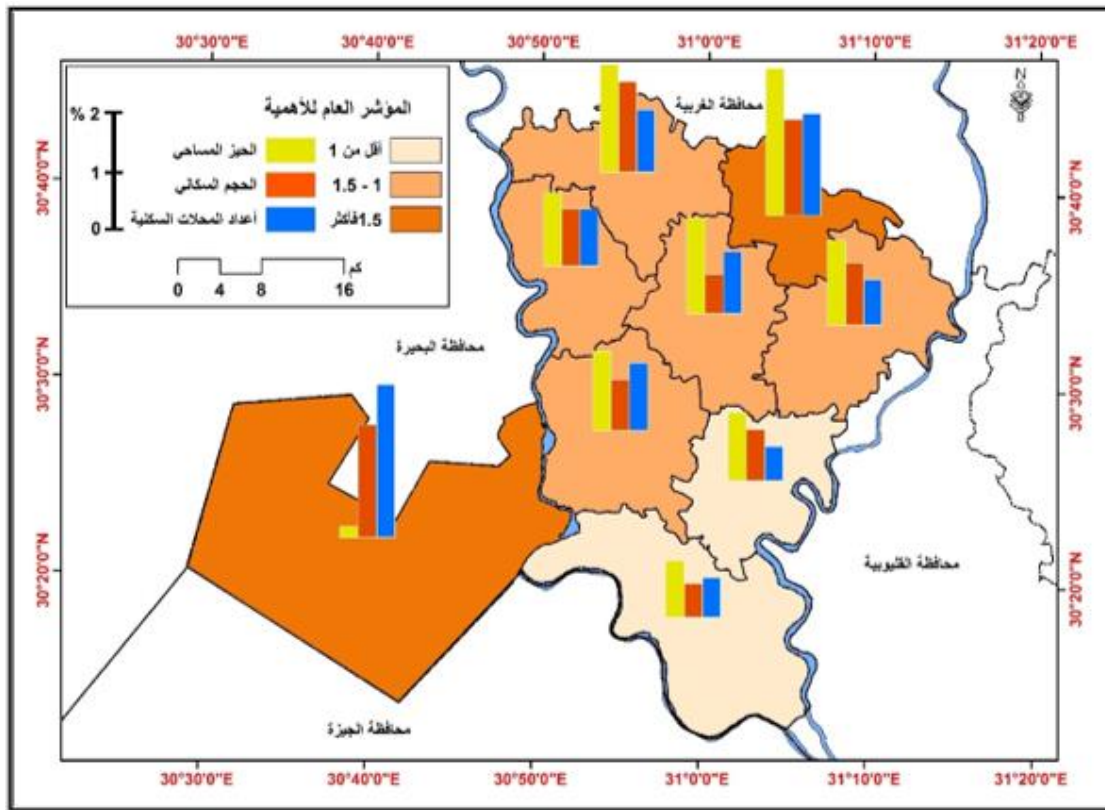 30°30'0"E 30°40'0"E 30°50'0"E 31°0'0"E 31°10'0"E 31°20'0"E
N
محافظة الغربية
المؤشر العام للأهمية
% 2
1
0
أقل من 1
1.5 - 1
1.5فأكثر
الحيز المساحي
الحجم السكاني
أعداد المحلات السكنية
كم
0 4 8 16
30°40'0"N 30°40'0"N
محافظة البحيرة
30°30'0"N 30°30'0"N
محافظة القليوبية
30°20'0"N 30°20'0"N
محافظة الجيزة
30°30'0"E 30°40'0"E 30°50'0"E 31°0'0"E 31°10'0"E 31°20'0"E